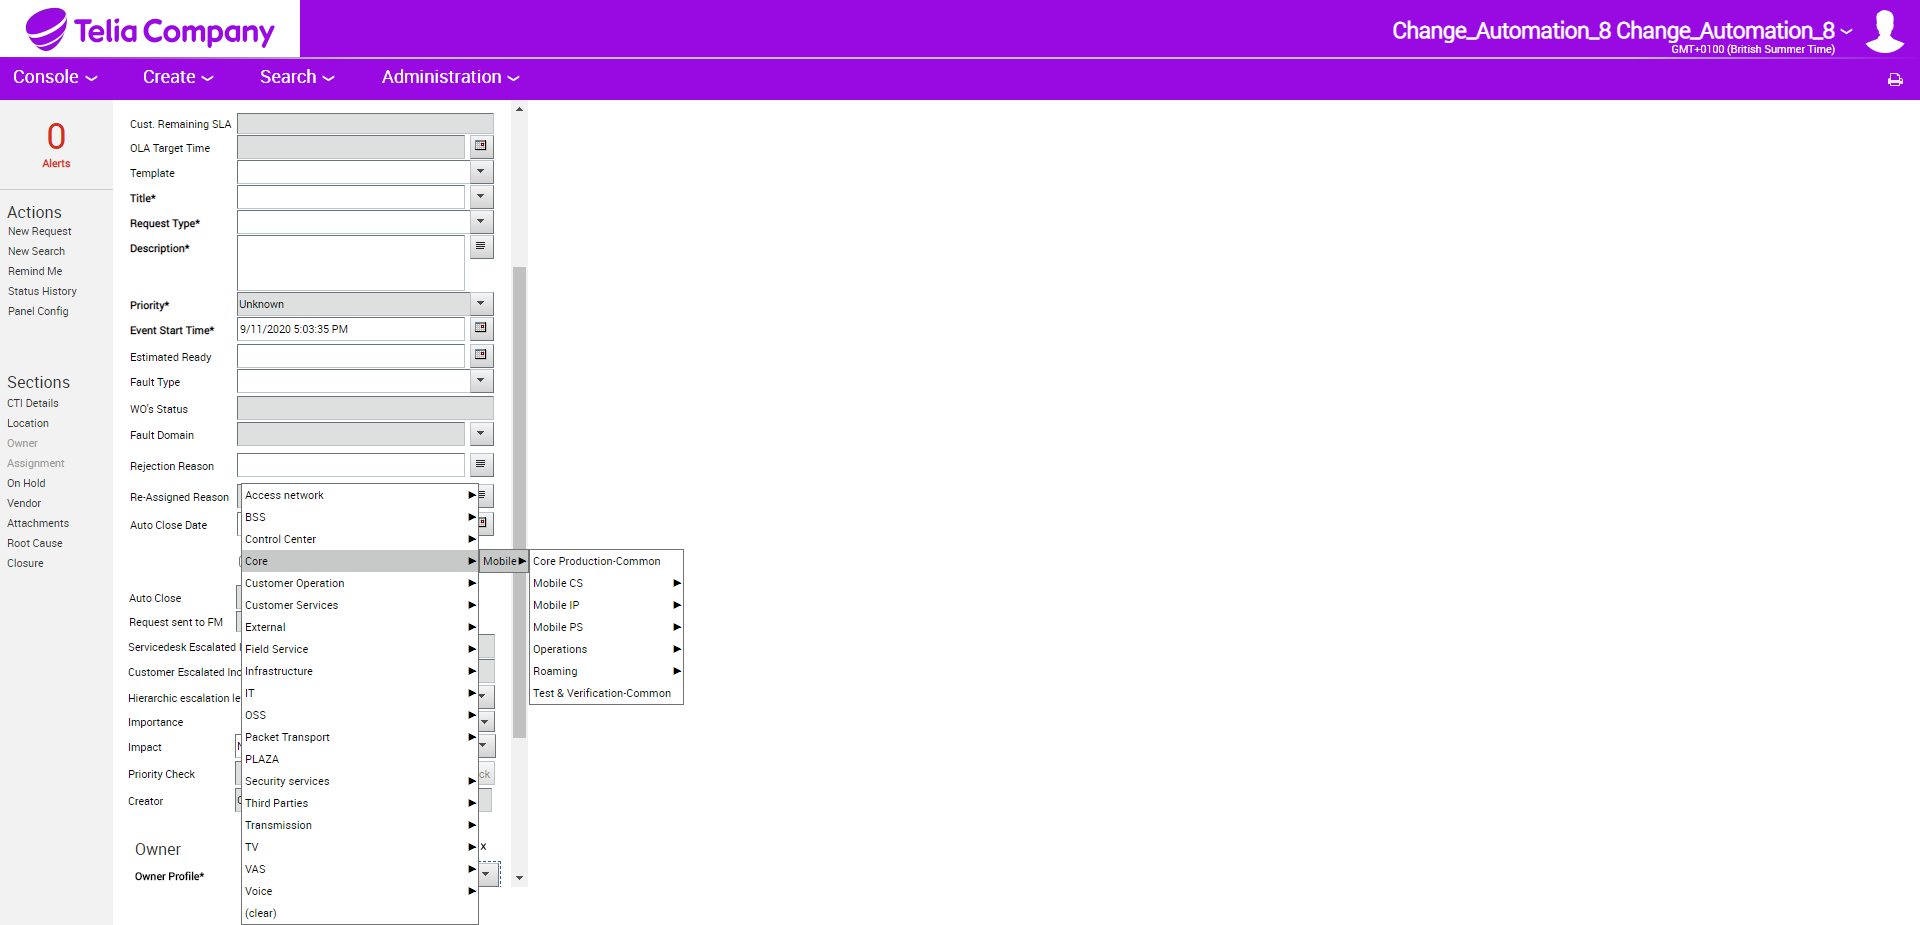 Telia Company
Change_Automation_8 Change_Automation_8
GMT+0100 (British Summer Time)
Console
Create
Search
Administration
0
Alerts
Actions
New Request
New Search
Remind Me
Status History
Panel Config
Sections
CTI Details
Location
Owner
Assignment
On Hold
Vendor
Attachments
Root Cause
Closure
Cust. Remaining SLA
OLA Target Time
Template
Title*
Request Type*
Description*
Priority* Unknown
Event Start Time* 9/11/2020 5:03:35 PM
Estimated Ready
Fault Type
WO's Status
Fault Domain
Rejection Reason
Re-Assigned Reason
Auto Close Date
Auto Close
Request sent to FM
Servicedesk Escalated
Customer Escalated Inc
Hierarchic escalation le
Importance
Impact
Priority Check ck
Creator
Owner x
Owner Profile*
Access network
BSS
Control Center
Core
Customer Operation
Customer Services
External
Field Service
Infrastructure
IT
OSS
Packet Transport
PLAZA
Security services
Third Parties
Transmission
TV
VAS
Voice
(clear)
Mobile
Core Production-Common
Mobile CS
Mobile IP
Mobile PS
Operations
Roaming
Test & Verification-Common